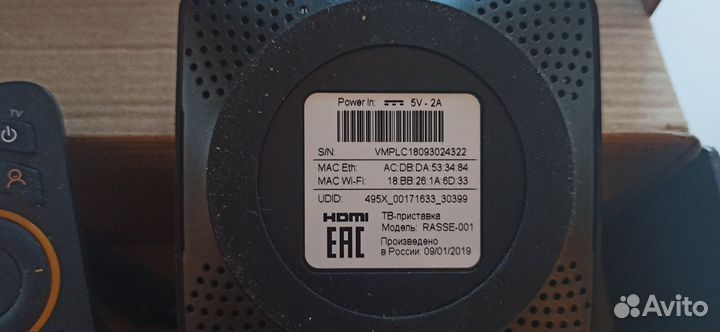 TV
Power In: 5V - 2A
S/N: VMPLC18093024322
MAC Eth: AC:DB:DA:53:34:84
MAC Wi-Fi: 18:BB:26:1A:6D:33
UDID: 495X_00171633_30399
HDMI ТВ-приставка
Модель: RASSE-001
EAC Произведено
в России: 09/01/2019
Avito